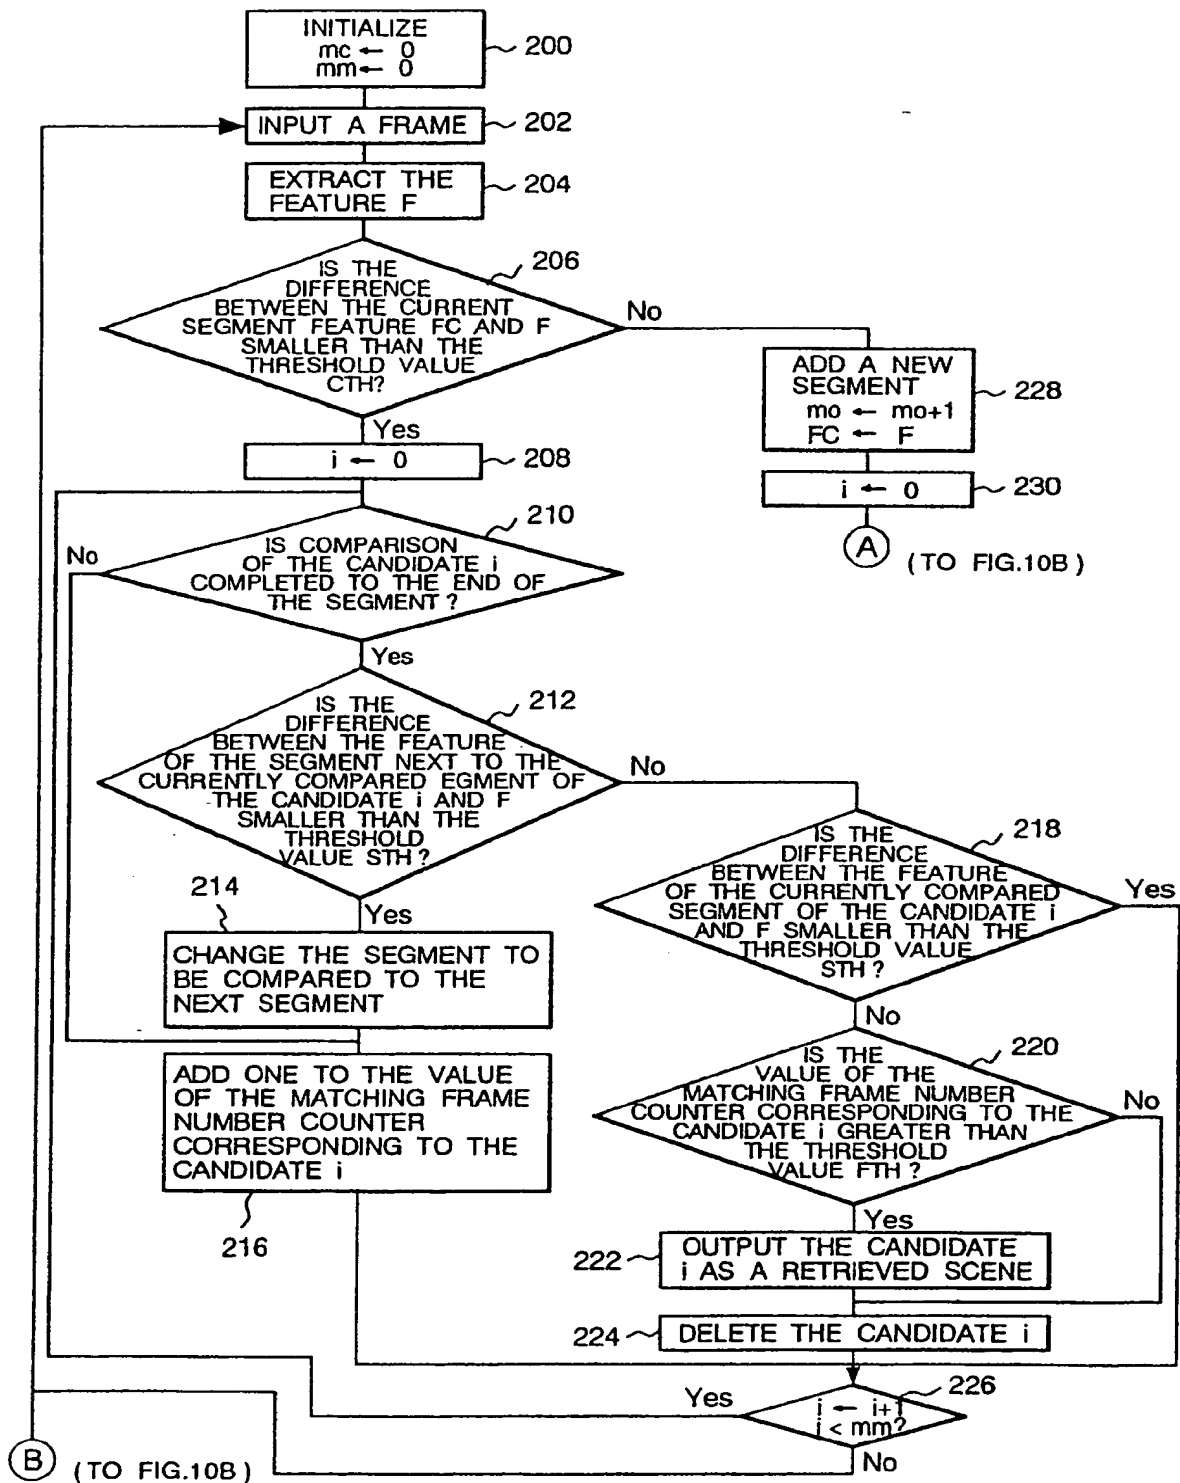 INITIALIZE
mc ← 0
mm ← 0
200
INPUT A FRAME
202
EXTRACT THE
FEATURE F
204
IS THE
DIFFERENCE
BETWEEN THE CURRENT
SEGMENT FEATURE FC AND F
SMALLER THAN THE
THRESHOLD VALUE
CTH?
206
No
Yes
ADD A NEW
SEGMENT
mo ← mo+1
FC ← F
228
i ← 0
208
i ← 0
230
A
(TO FIG.10B)
IS COMPARISON
OF THE CANDIDATE i
COMPLETED TO THE END OF
THE SEGMENT?
210
No
Yes
IS THE
DIFFERENCE
BETWEEN THE FEATURE
OF THE SEGMENT NEXT TO THE
CURRENTLY COMPARED EGMENT OF
THE CANDIDATE i AND F
SMALLER THAN THE
THRESHOLD
VALUE STH?
212
No
Yes
214
CHANGE THE SEGMENT TO
BE COMPARED TO THE
NEXT SEGMENT
ADD ONE TO THE VALUE
OF THE MATCHING FRAME
NUMBER COUNTER
CORRESPONDING TO THE
CANDIDATE i
216
IS THE
DIFFERENCE
BETWEEN THE FEATURE
OF THE CURRENTLY COMPARED
SEGMENT OF THE CANDIDATE i
AND F SMALLER THAN THE
THRESHOLD VALUE
STH?
218
Yes
No
IS THE
VALUE OF THE
MATCHING FRAME NUMBER
COUNTER CORRESPONDING TO THE
CANDIDATE i GREATER THAN
THE THRESHOLD
VALUE FTH?
220
No
Yes
222
OUTPUT THE CANDIDATE
i AS A RETRIEVED SCENE
224
DELETE THE CANDIDATE i
226
i ← i+1
i < mm?
Yes
No
B
(TO FIG.10B)